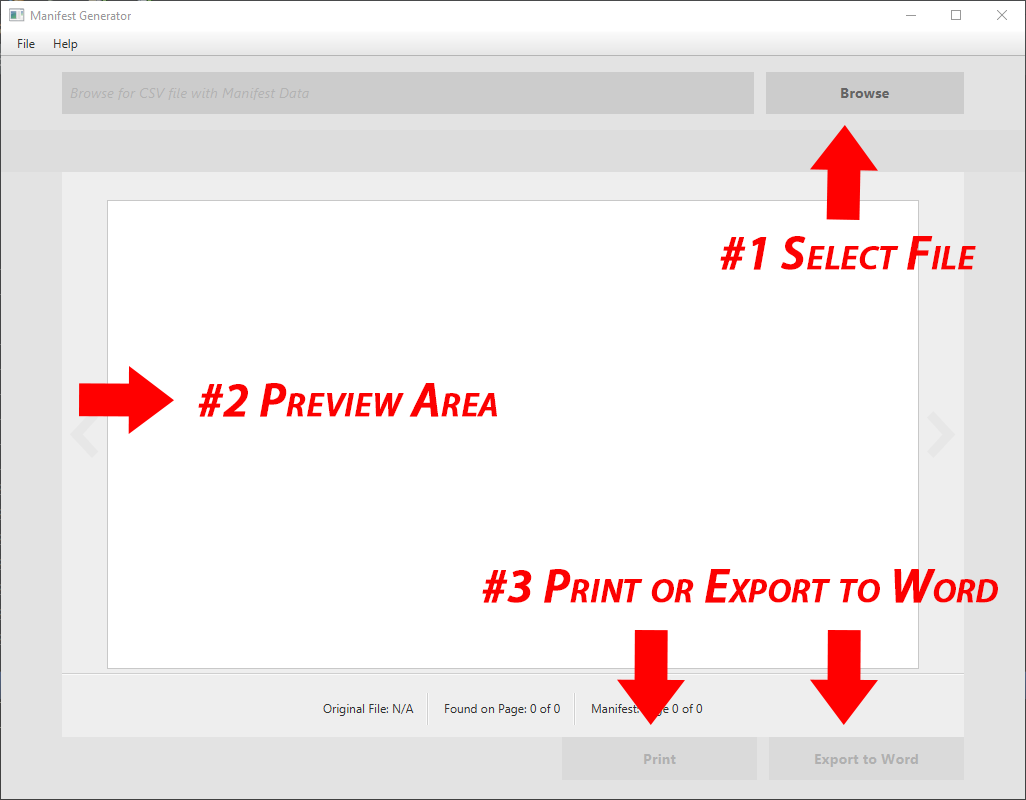 Manifest Generator
File Help
Browse for CSV file with Manifest Data
Browse
#1 Select File
#2 Preview Area
#3 Print or Export to Word
Original File: N/A Found on Page: 0 of 0 Manifest: 0 of 0
Print Export to Word